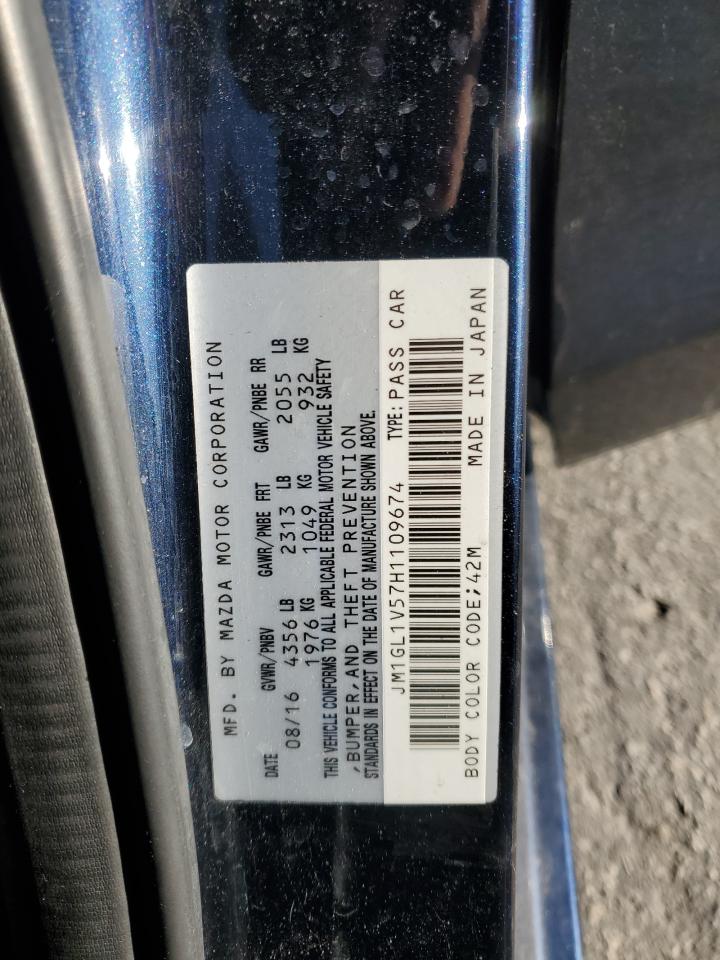 MFD. BY MAZDA MOTOR CORPORATION
DATE GVWR/PNBV GAWR/PNBE FRT GAWR/PNBE RR
08/16 4356 LB 2313 LB 2055 LB
1976 KG 1049 KG 932 KG
THIS VEHICLE CONFORMS TO ALL APPLICABLE FEDERAL MOTOR VEHICLE SAFETY
,BUMPER,AND THEFT PREVENTION
STANDARDS IN EFFECT ON THE DATE OF MANUFACTURE SHOWN ABOVE.
JM1GL1V57H1109674 TYPE:PASS CAR
BODY COLOR CODE;42M MADE IN JAPAN